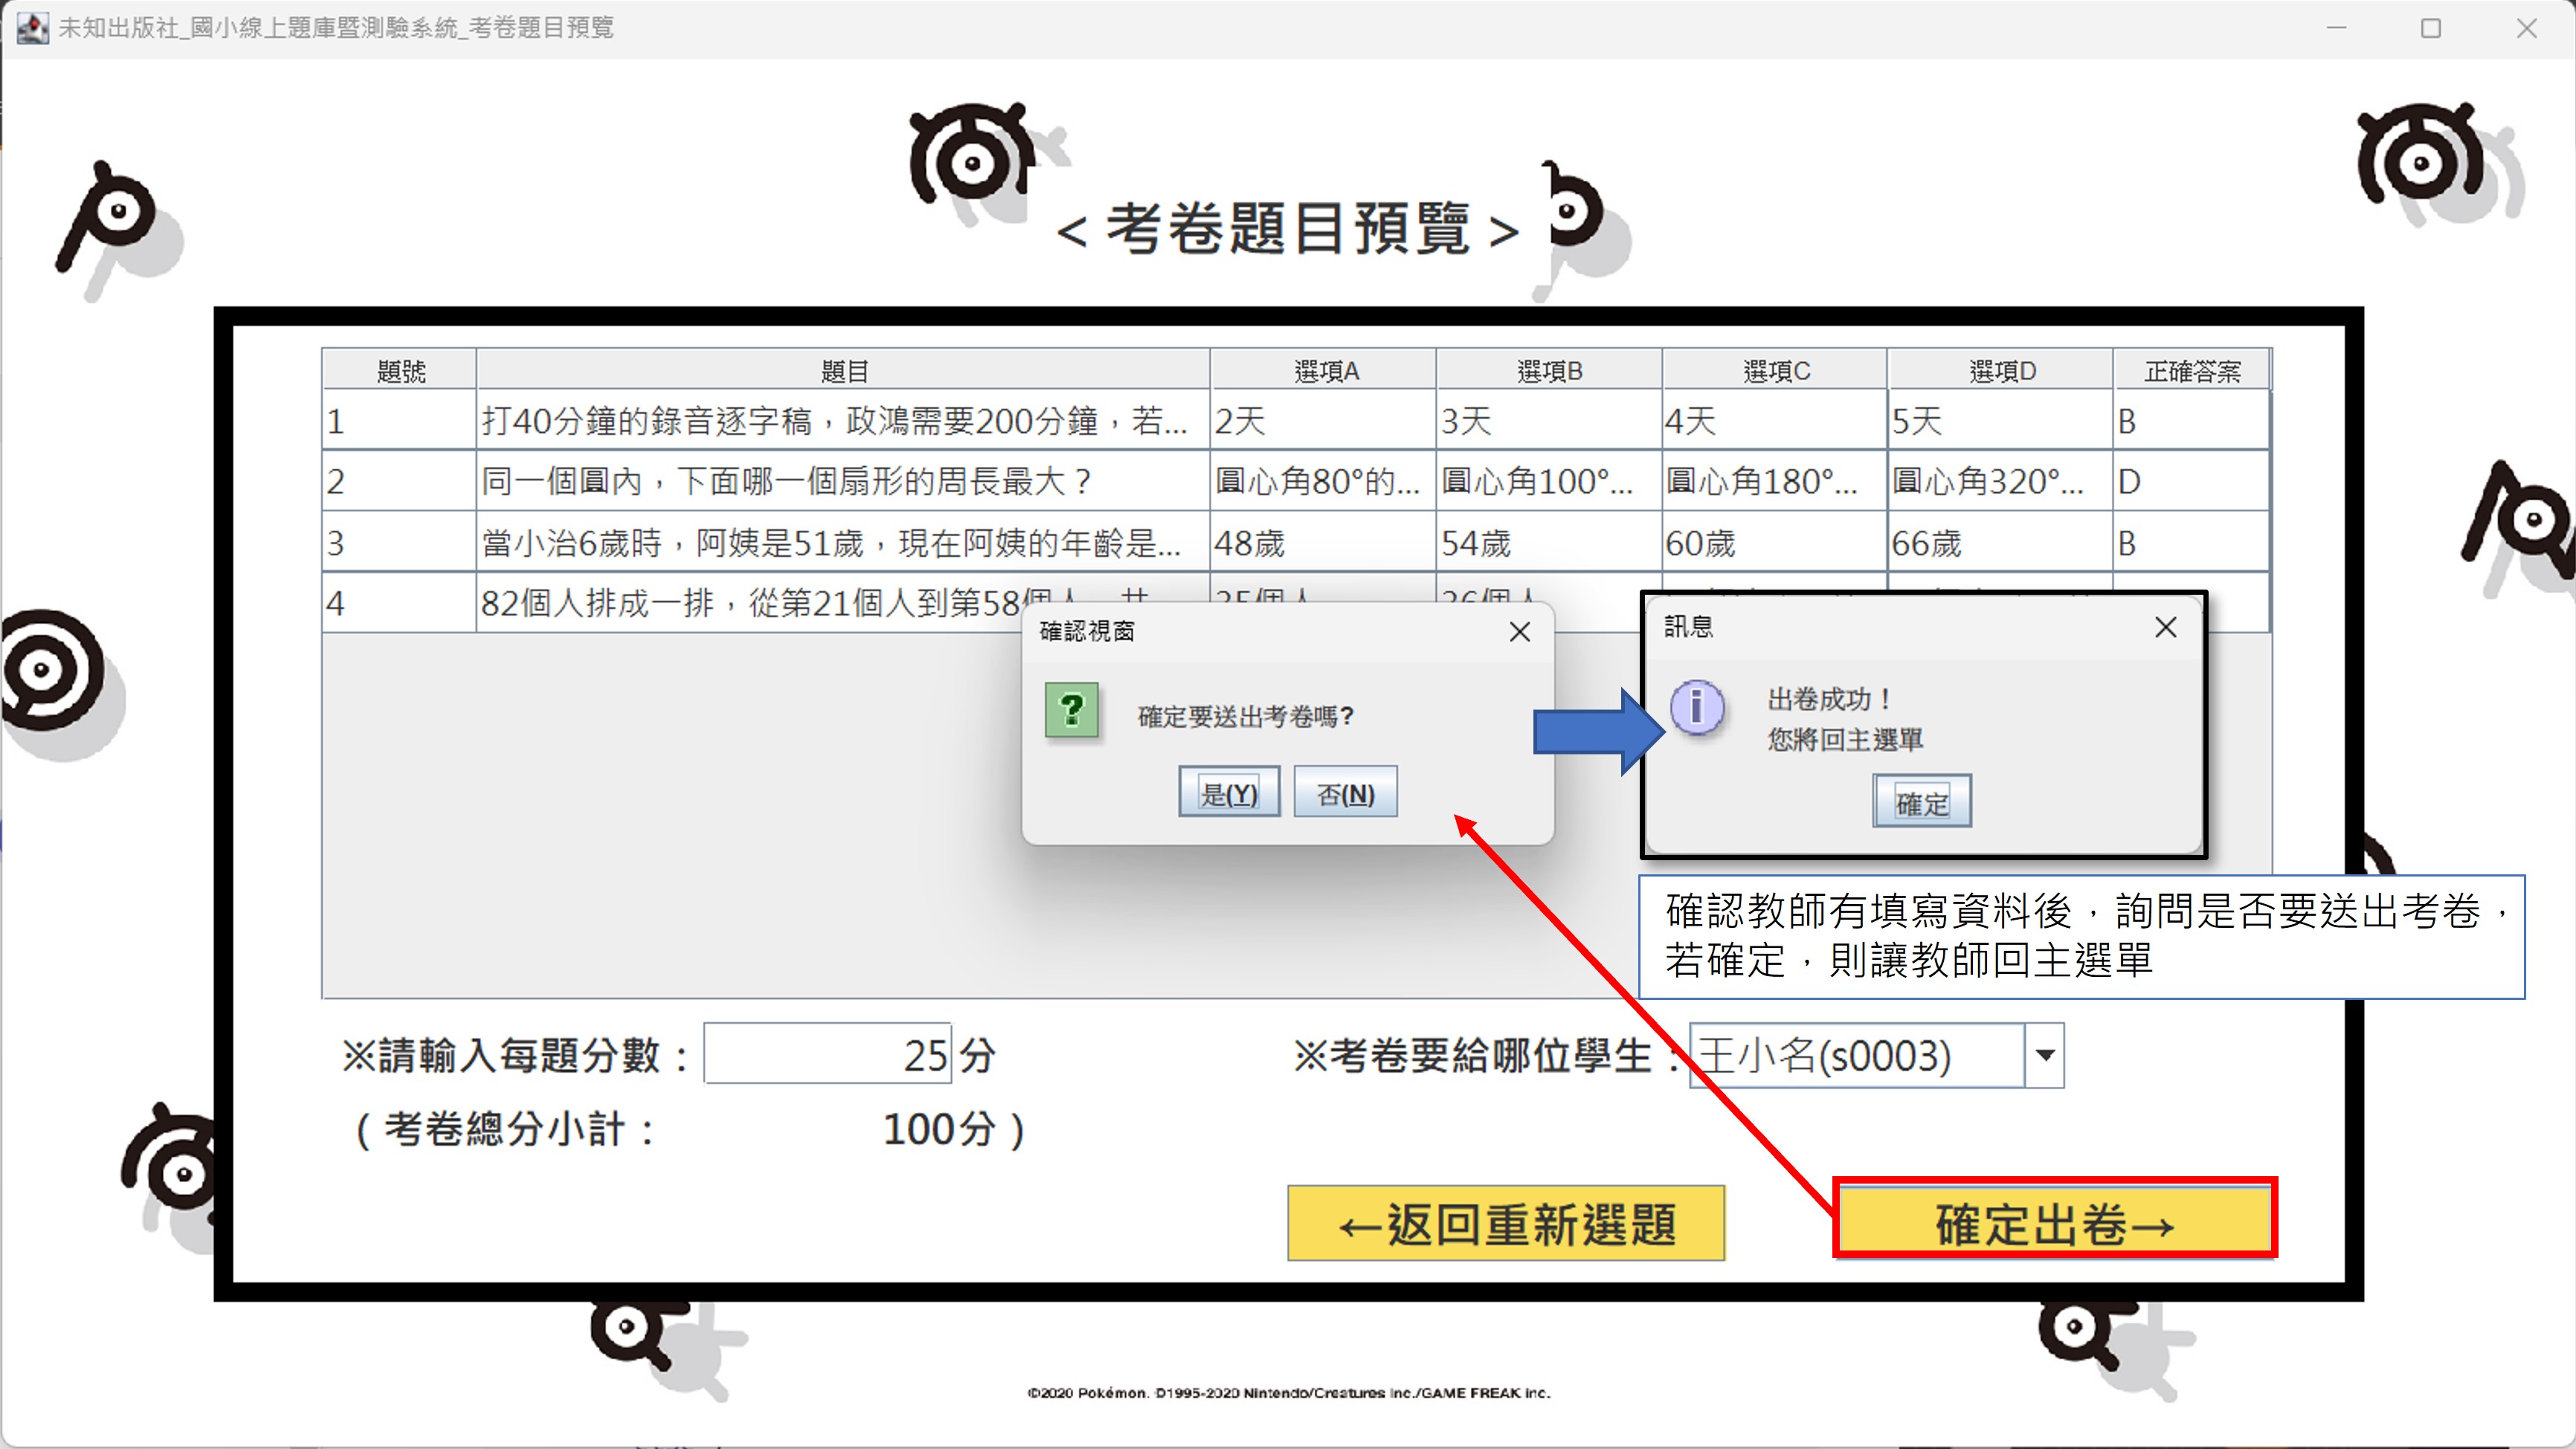 未知出版社_國小線上題庫暨測驗系統_考卷題目預覽
<考卷題目預覽>
題號 題目 選項A 選項B 選項C 選項D 正確答案
1 打40分鐘的錄音逐字稿，政鴻需要200分鐘，若... 2天 3天 4天 5天 B
2 同一個圓內，下面哪一個扇形的周長最大？ 圓心角80°的... 圓心角100°... 圓心角180°... 圓心角320°... D
3 當小治6歲時，阿姨是51歲，現在阿姨的年齡是... 48歲 54歲 60歲 66歲 B
4 82個人排成一排，從第21個人到第58個人，共
確認視窗
確定要送出考卷嗎?
是(Y) 否(N)
訊息
出卷成功！
您將回主選單
確定
確認教師有填寫資料後，詢問是否要送出考卷，
若確定，則讓教師回主選單
※請輸入每題分數： 25 分
※考卷要給哪位學生： 王小名(s0003)
（考卷總分小計： 100分）
←返回重新選題
確定出卷→
©2020 Pokémon. ©1995-2020 Nintendo/Creatures Inc./GAME FREAK inc.